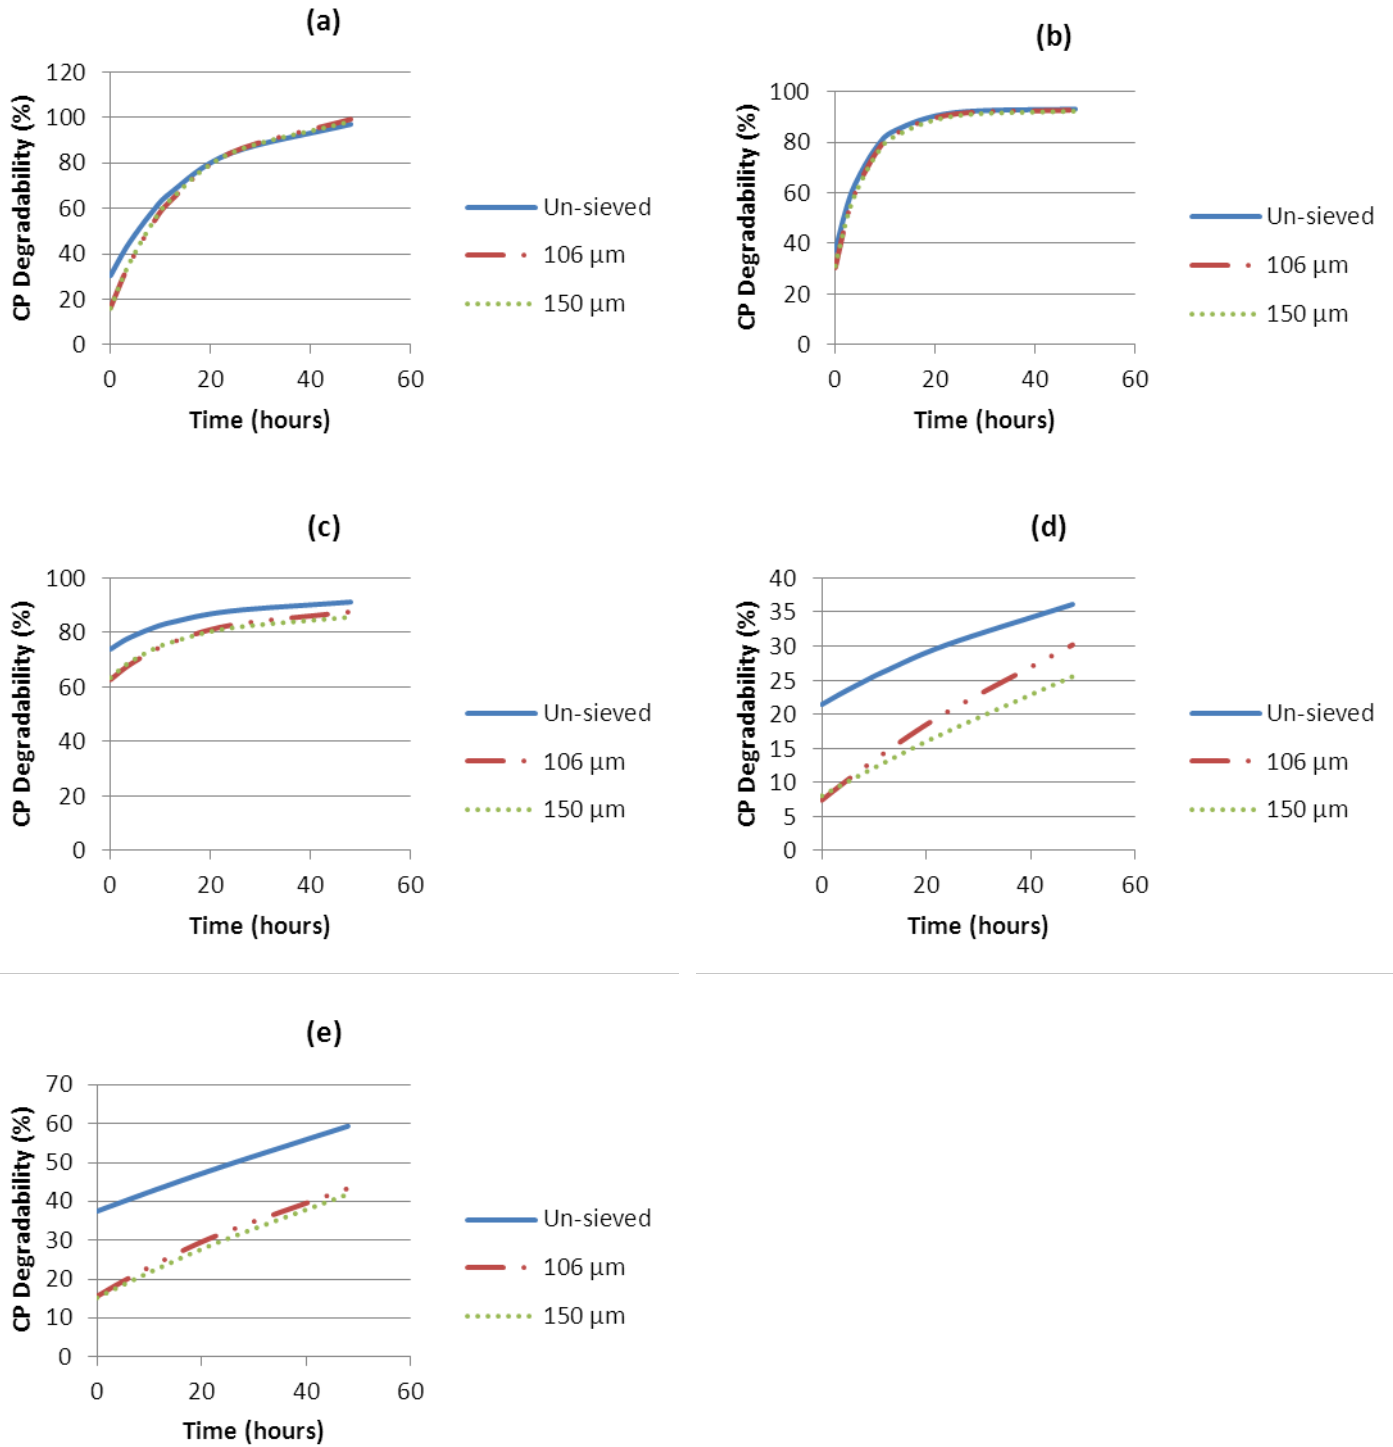 (a)
120
100
80
60
40
20
0
CP Degradability (%)
0 20 40 60
Time (hours)
Un-sieved
106 µm
150 µm
(b)
100
80
60
40
20
0
CP Degradability (%)
0 20 40 60
Time (hours)
Un-sieved
106 µm
150 µm
(c)
100
80
60
40
20
0
CP Degradability (%)
0 20 40 60
Time (hours)
Un-sieved
106 µm
150 µm
(d)
40
35
30
25
20
15
10
5
0
CP Degradability (%)
0 20 40 60
Time (hours)
Un-sieved
106 µm
150 µm
(e)
70
60
50
40
30
20
10
0
CP Degradability (%)
0 20 40 60
Time (hours)
Un-sieved
106 µm
150 µm